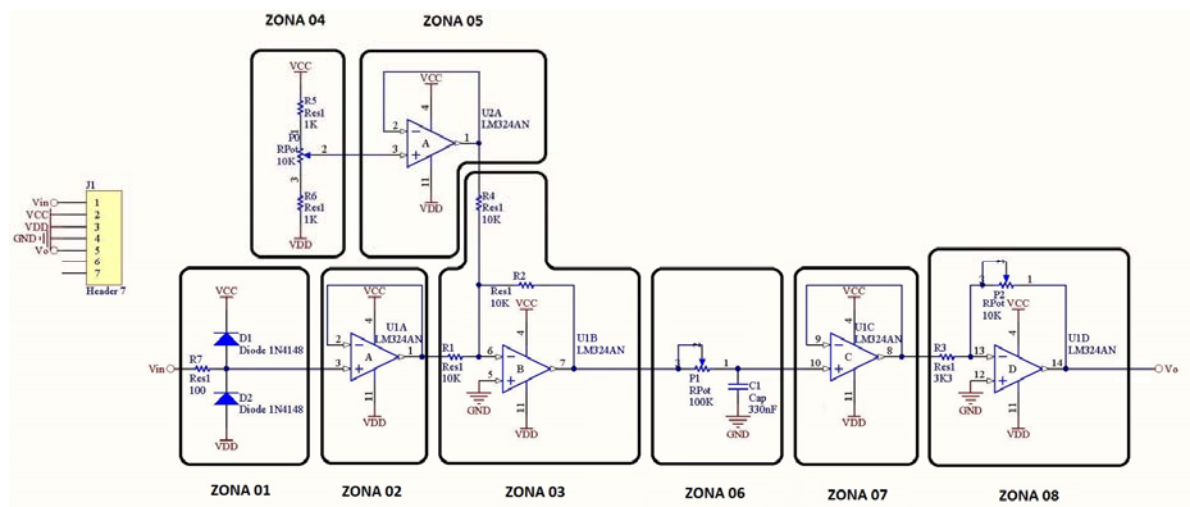 ZONA 04
ZONA 05
VCC
R5
Res1
1K
1
P0
RPot
10K
2
3
R6
Res1
1K
VDD
VCC
4
U2A
LM324AN
2
A
1
3
11
VDD
R4
Res1
10K
J1
Vin 1
VCC 2
VDD 3
GND 4
Vo 5
6
7
Header 7
VCC
D1
Diode 1N4148
Vin
R7
Res1
100
D2
Diode 1N4148
VDD
VCC
4
U1A
LM324AN
2
A
1
3
11
VDD
R2
Res1
10K
VCC
4
U1B
LM324AN
R1
Res1
10K
6
B
7
5
GND
11
VDD
2
2
1
P1
RPot
100K
C1
Cap
330nF
GND
VCC
4
U1C
LM324AN
9
C
8
10
11
VDD
2
1
P2
RPot
10K
VCC
4
U1D
LM324AN
R3
Res1
3K3
13
D
14
12
GND
11
VDD
Vo
ZONA 01
ZONA 02
ZONA 03
ZONA 06
ZONA 07
ZONA 08